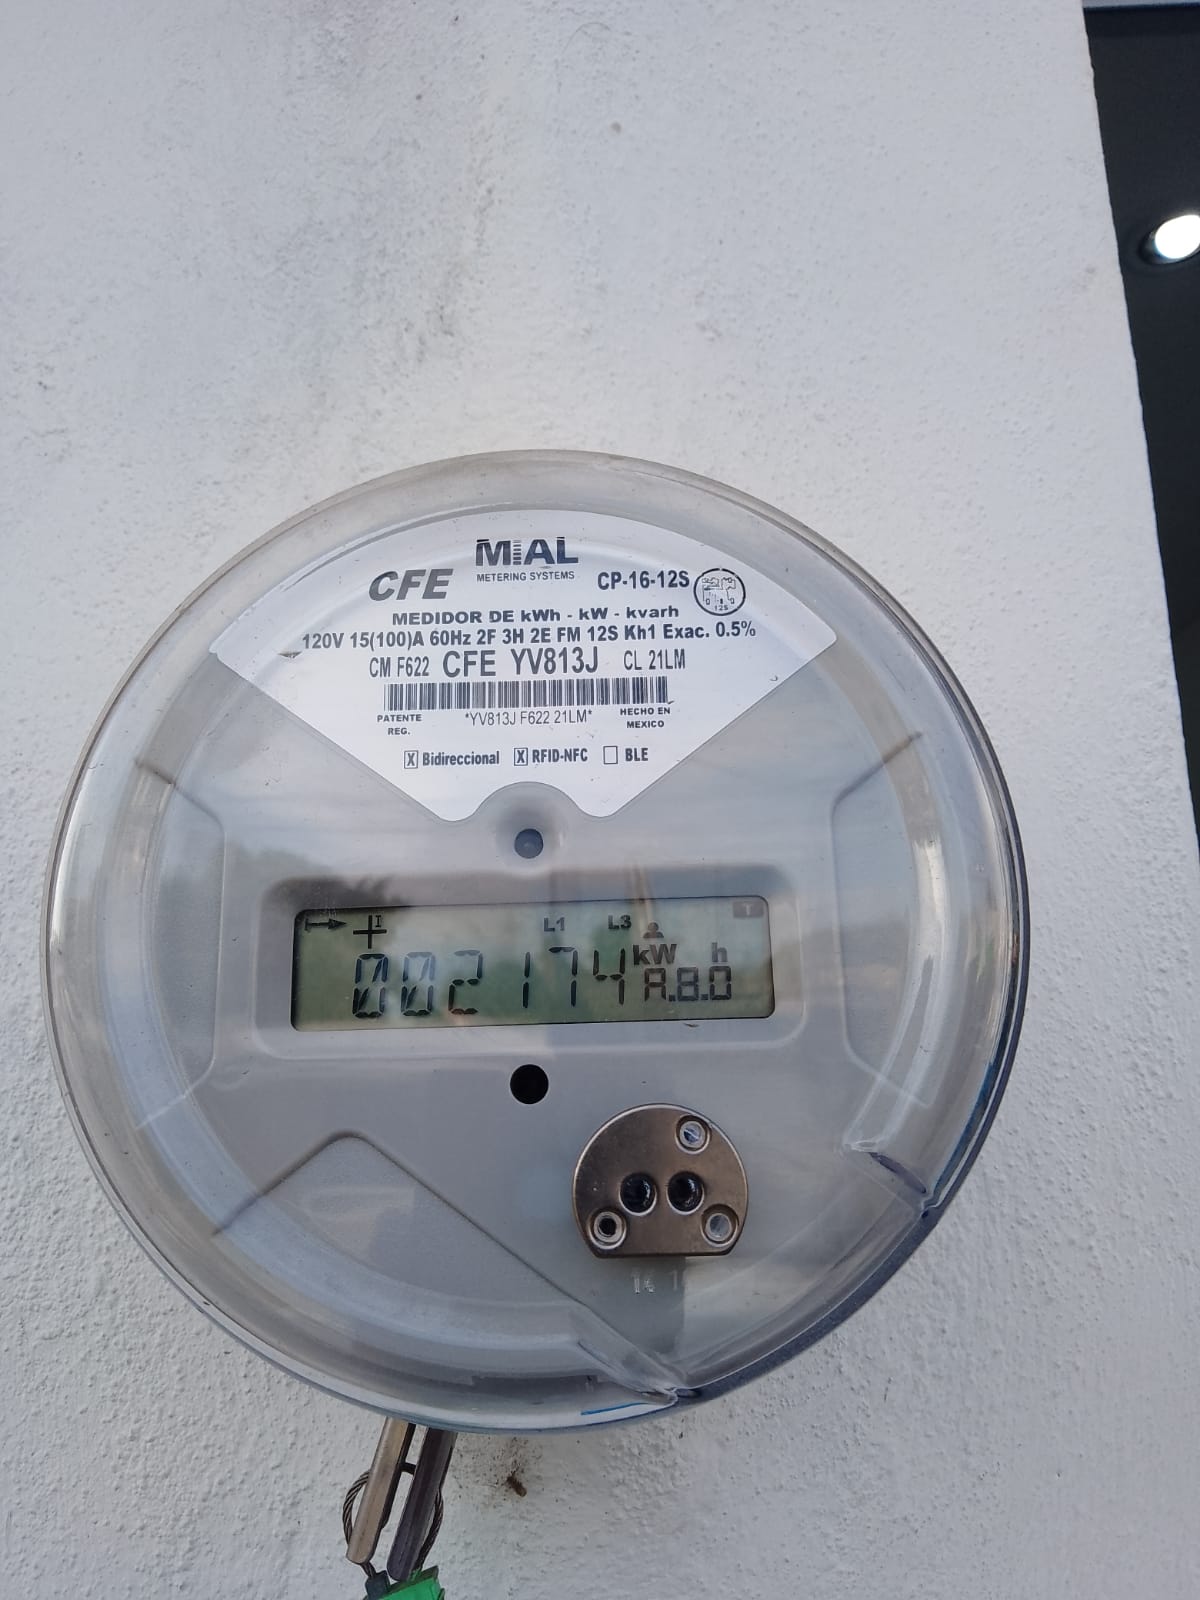 MIAL
METERING SYSTEMS
CFE
CP-16-12S
12S
MEDIDOR DE kWh - kW - kvarh
120V 15(100)A 60Hz 2F 3H 2E FM 12S Kh1 Exac. 0.5%
CM F622 CFE YV813J CL 21LM
PATENTE REG.
*YV813J F622 21LM*
HECHO EN MEXICO
X Bidireccional X RFID-NFC BLE
L1 L3 T
002174 kW h
A.8.0